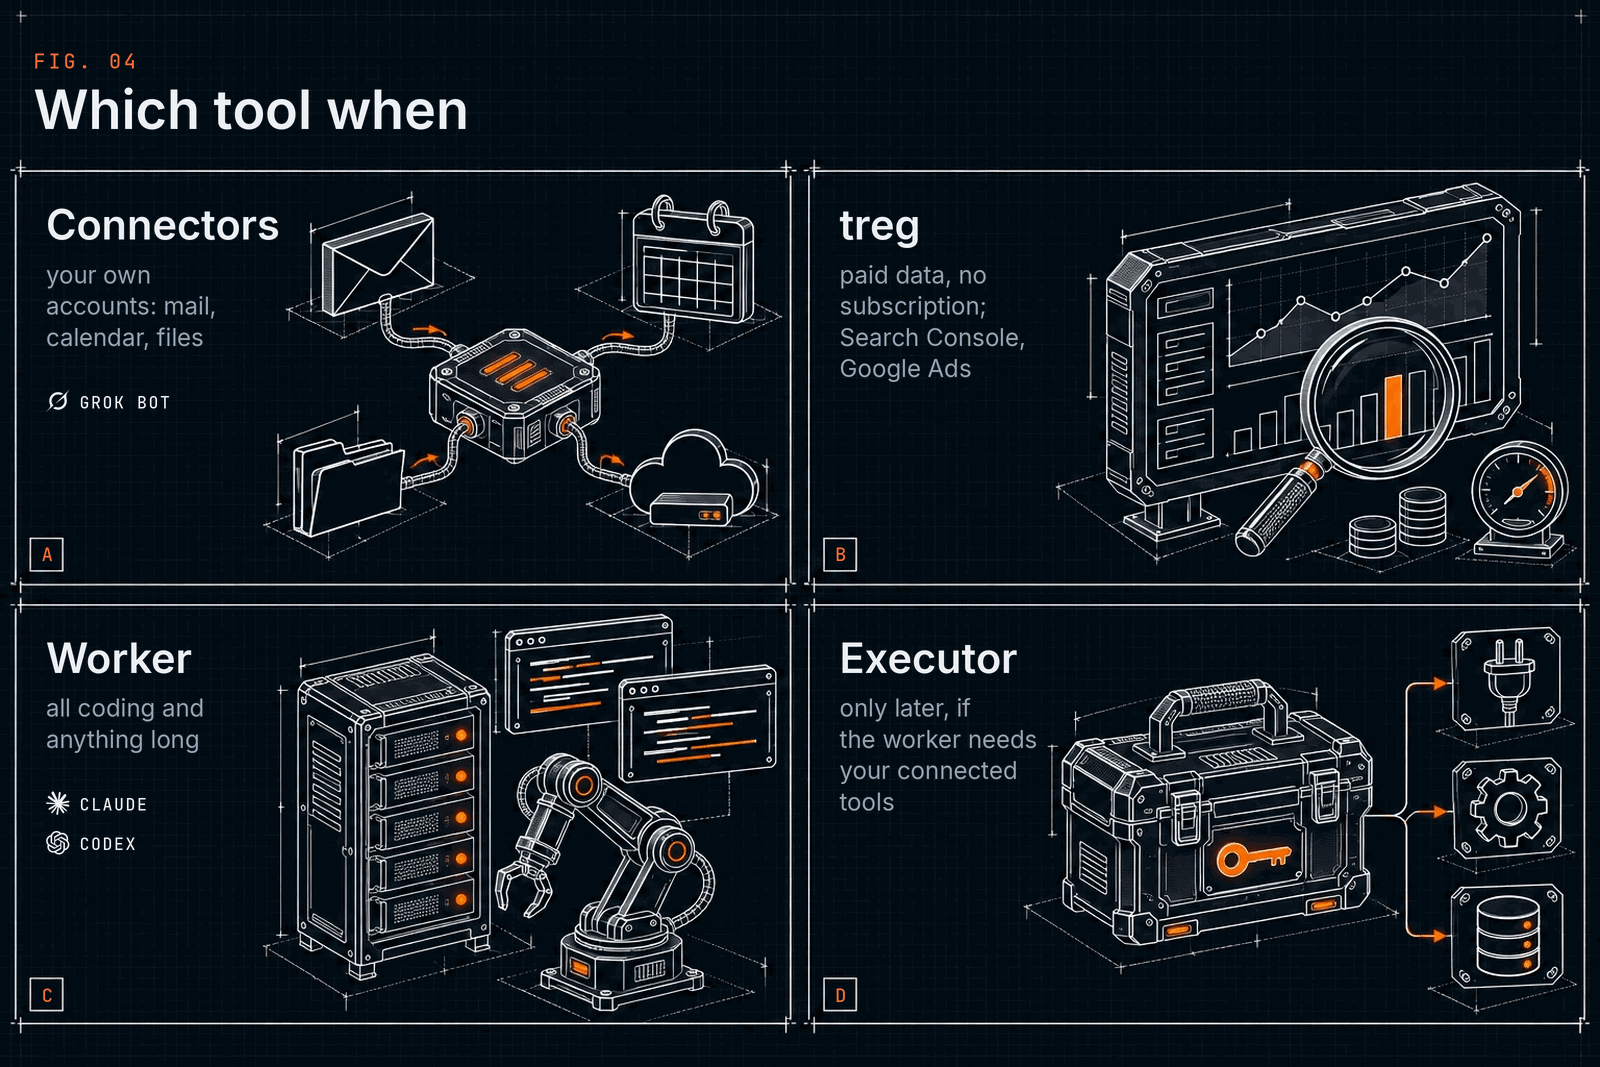 FIG. 04
Which tool when
Connectors
your own
accounts: mail,
calendar, files
GROK BOT
A
treg
paid data, no
subscription;
Search Console,
Google Ads
B
Worker
all coding and
anything long
CLAUDE
CODEX
C
Executor
only later, if
the worker needs
your connected
tools
D